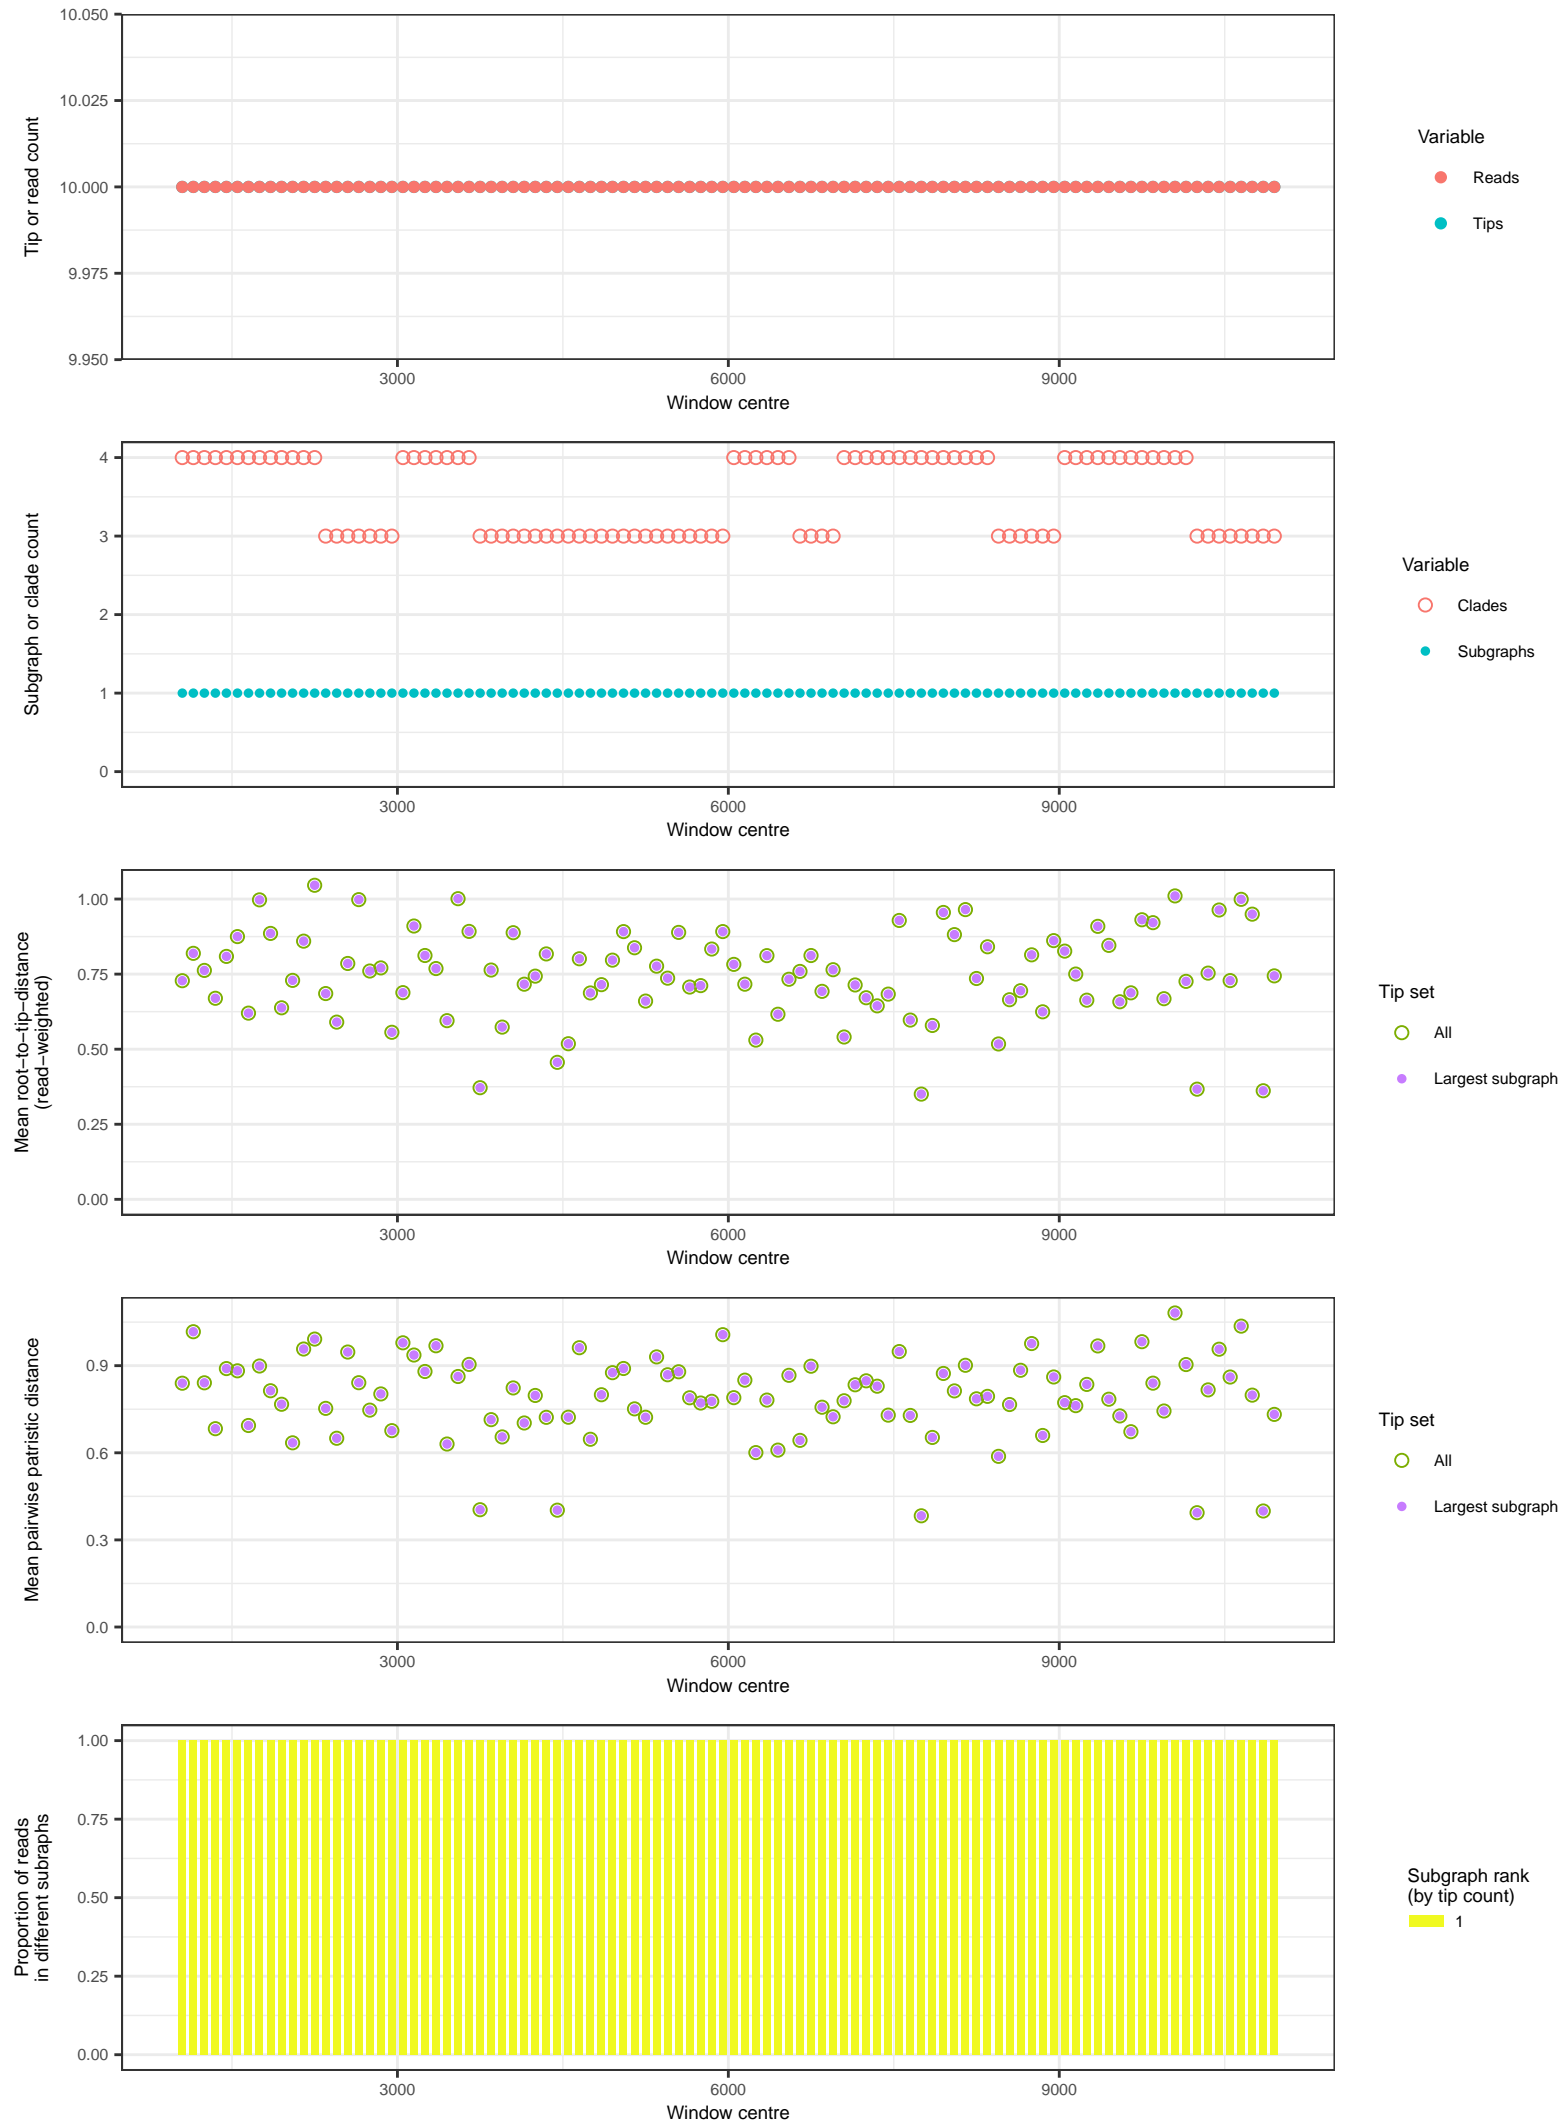 10.050
10.025
10.000
9.975
9.950
Tip or read count
3000 6000 9000
Window centre
Variable
Reads
Tips
4
3
2
1
0
Subgraph or clade count
3000 6000 9000
Window centre
Variable
Clades
Subgraphs
1.00
0.75
0.50
0.25
0.00
Mean root−to−tip−distance
(read−weighted)
3000 6000 9000
Window centre
Tip set
All
Largest subgraph
0.9
0.6
0.3
0.0
Mean pairwise patristic distance
3000 6000 9000
Window centre
Tip set
All
Largest subgraph
1.00
0.75
0.50
0.25
0.00
Proportion of reads
in different subraphs
3000 6000 9000
Window centre
Subgraph rank
(by tip count)
1